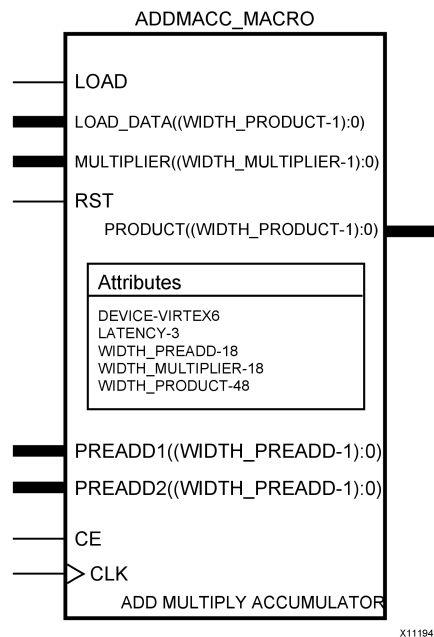 ADDMACC_MACRO
LOAD
LOAD_DATA((WIDTH_PRODUCT-1):0)
MULTIPLIER((WIDTH_MULTIPLIER-1):0)
RST
PRODUCT((WIDTH_PRODUCT-1):0)
Attributes
DEVICE-VIRTEX6
LATENCY-3
WIDTH_PREADD-18
WIDTH_MULTIPLIER-18
WIDTH_PRODUCT-48
PREADD1((WIDTH_PREADD-1):0)
PREADD2((WIDTH_PREADD-1):0)
CE
CLK
ADD MULTIPLY ACCUMULATOR
X11194